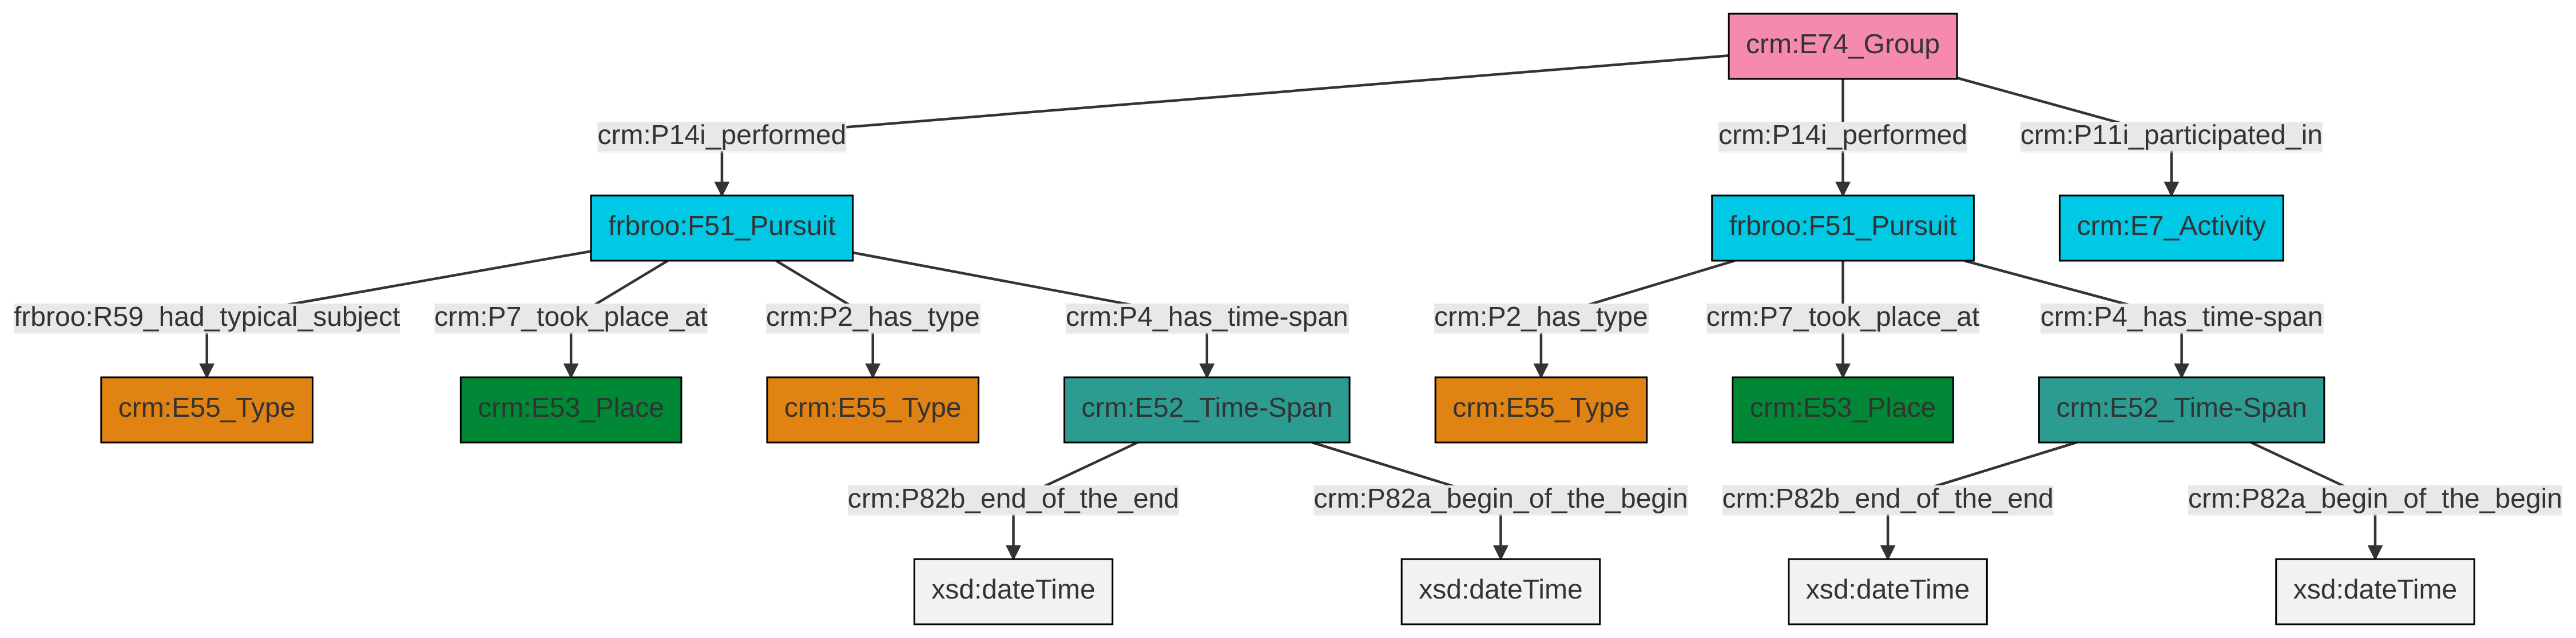 crm:E74_Group
crm:P14i_performed
crm:P14i_performed
crm:P11i_participated_in
frbroo:F51_Pursuit
frbroo:F51_Pursuit
crm:E7_Activity
frbroo:R59_had_typical_subject
crm:P7_took_place_at
crm:P2_has_type
crm:P4_has_time-span
crm:P2_has_type
crm:P7_took_place_at
crm:P4_has_time-span
crm:E55_Type
crm:E53_Place
crm:E55_Type
crm:E52_Time-Span
crm:E55_Type
crm:E53_Place
crm:E52_Time-Span
crm:P82b_end_of_the_end
crm:P82a_begin_of_the_begin
crm:P82b_end_of_the_end
crm:P82a_begin_of_the_begin
xsd:dateTime
xsd:dateTime
xsd:dateTime
xsd:dateTime